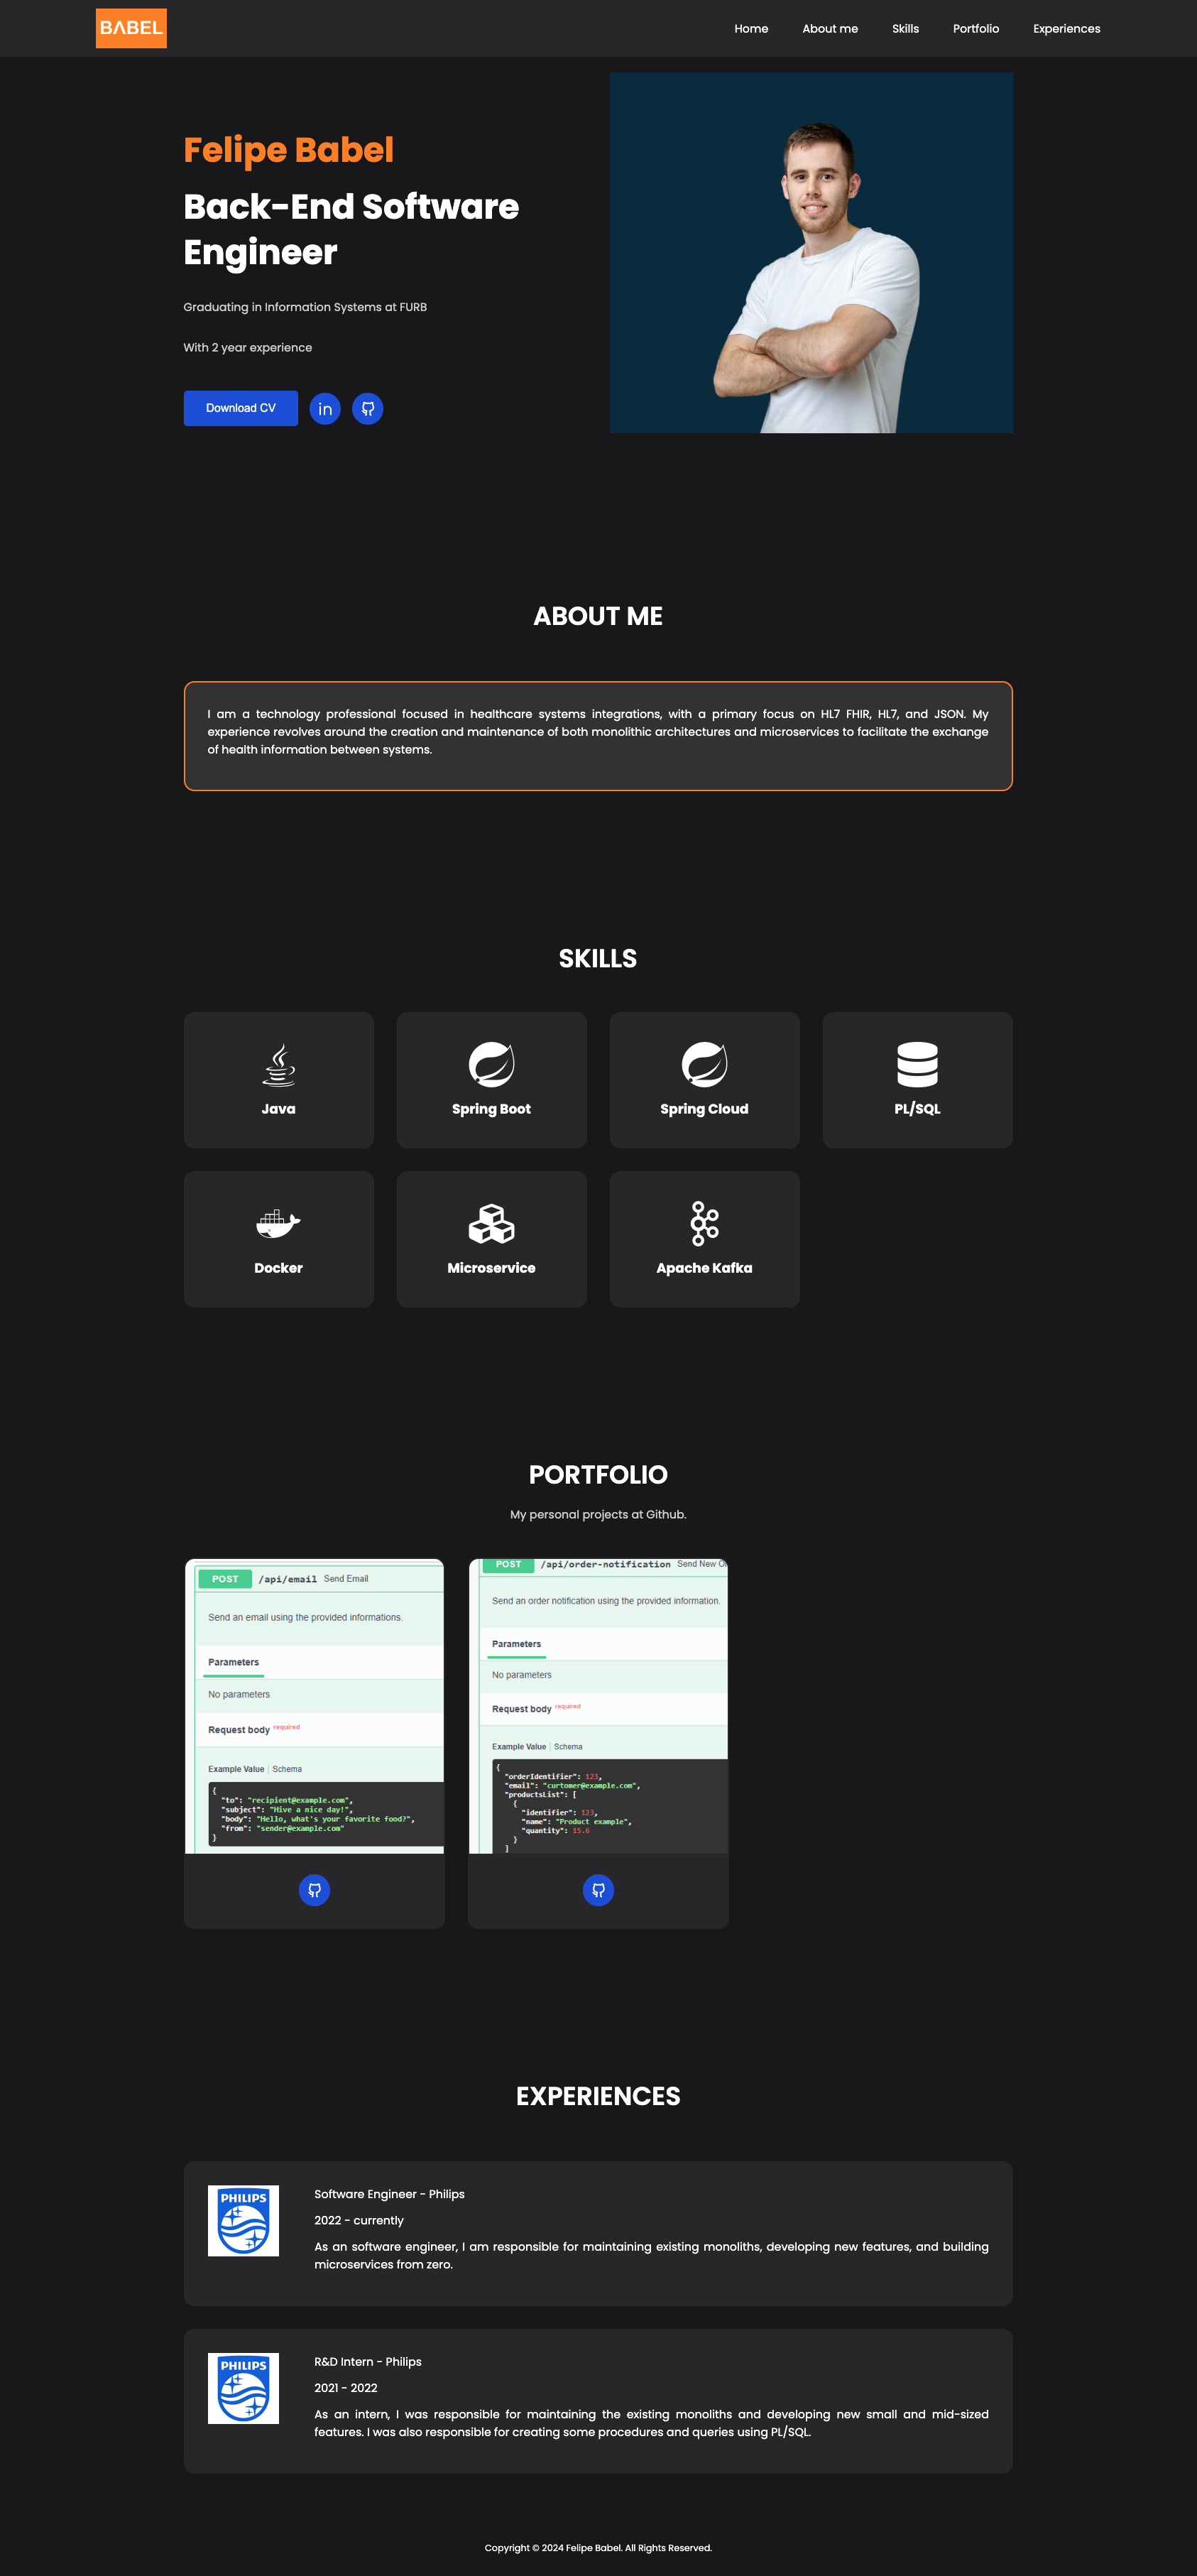 BΛBEL
Home
About me
Skills
Portfolio
Experiences
Felipe Babel
Back-End Software
Engineer
Graduating in Information Systems at FURB
With 2 year experience
Download CV
in
ABOUT ME
I am a technology professional focused in healthcare systems integrations, with a primary focus on HL7 FHIR, HL7, and JSON. My
experience revolves around the creation and maintenance of both monolithic architectures and microservices to facilitate the exchange
of health information between systems.
SKILLS
Java
Spring Boot
Spring Cloud
PL/SQL
Docker
Microservice
Apache Kafka
PORTFOLIO
My personal projects at Github.
POST /api/email Send Email
Send an email using the provided informations.
Parameters
No parameters
Request body required
Example Value | Schema
{
"to": "recipient@example.com",
"subject": "Hive a nice day!",
"body": "Hello, what's your favorite food?",
"from": "sender@example.com"
}
POST /api/order-notification Send New
Send an order notification using the provided information.
Parameters
No parameters
Request body required
Example Value | Schema
{
"orderIdentifier": 123,
"email": "curtomer@example.com",
"productsList": [
{
"identifier": 123,
"name": "Product example",
"quantity": 15.6
}
]
EXPERIENCES
PHILIPS
Software Engineer - Philips
2022 - currently
As an software engineer, I am responsible for maintaining existing monoliths, developing new features, and building
microservices from zero.
PHILIPS
R&D Intern - Philips
2021 - 2022
As an intern, I was responsible for maintaining the existing monoliths and developing new small and mid-sized
features. I was also responsible for creating some procedures and queries using PL/SQL.
Copyright © 2024 Felipe Babel. All Rights Reserved.